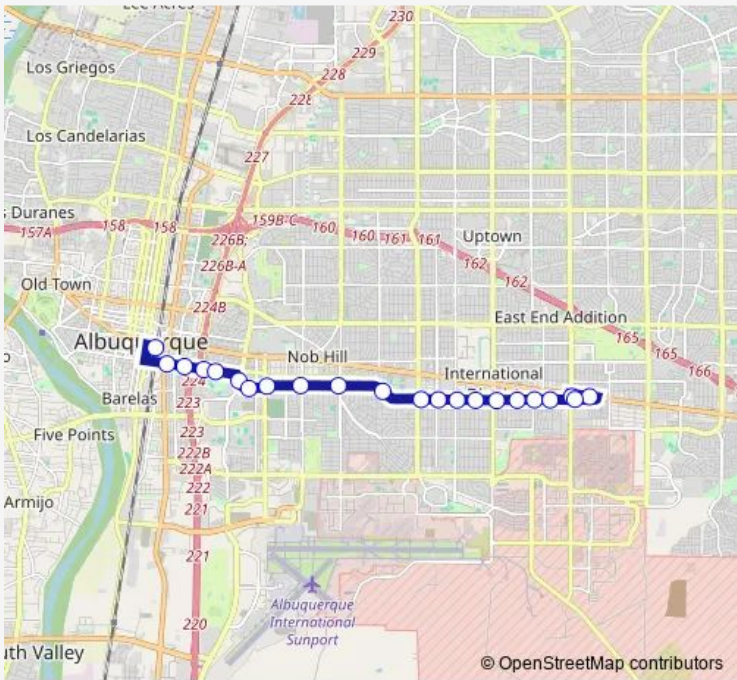 Lee Acres
230
229
Los Griegos
228
228
Los Candelarias
227
s Duranes
157A
158
158
159B-C
160
160
161
161
Uptown
226B;
226B-A
162
162
Old Town
224B
East End Addition
165
165
Albuquerque
Nob Hill
International
166
224
Barelas
223
Five Points
223
222B
222A
222
Armijo
221
221
Albuquerque
International
Sunport
220
uth Valley
© OpenStreetMap contributors